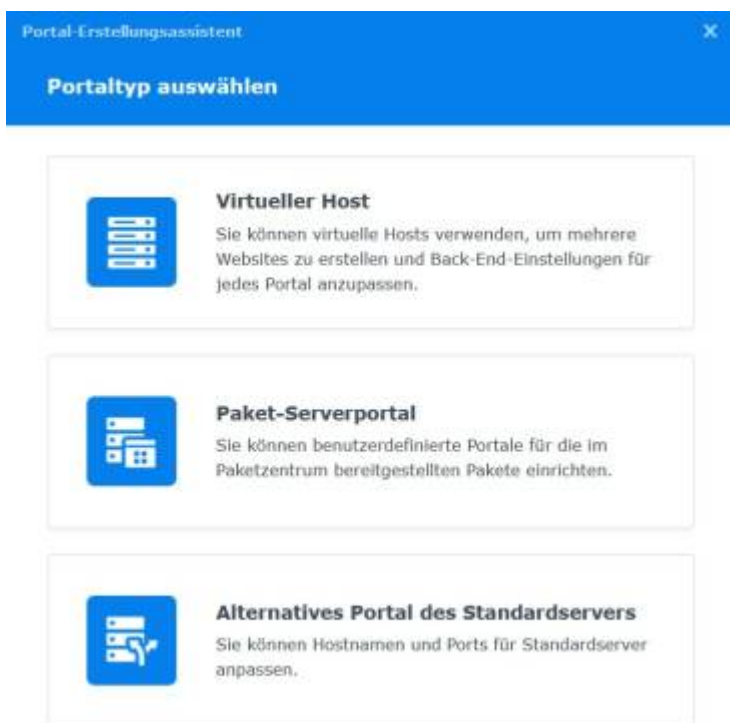 Portal-Erstellungsassistent
Portaltyp auswählen
Virtueller Host
Sie können virtuelle Hosts verwenden, um mehrere
Websites zu erstellen und Back-End-Einstellungen für
jedes Portal anzupassen.
Paket-Serverportal
Sie können benutzerdefinierte Portale für die im
Paketzentrum bereitgestellten Pakete einrichten.
Alternatives Portal des Standardservers
Sie können Hostnamen und Ports für Standardserver
anpassen.